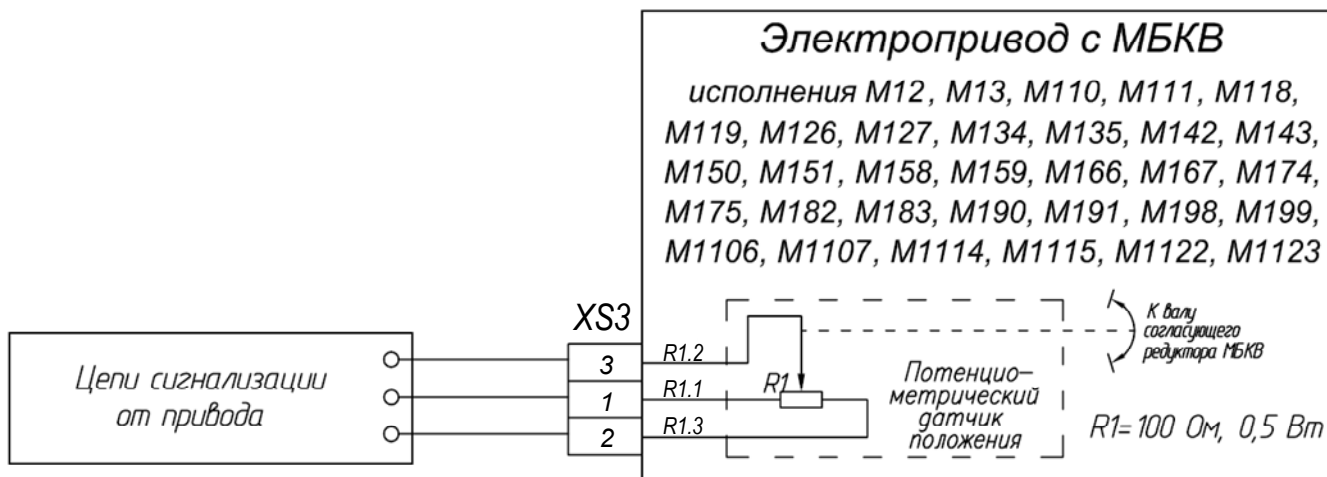 Электропривод с МБКВ
исполнения М12, М13, М110, М111, М118,
М119, М126, М127, М134, М135, М142, М143,
М150, М151, М158, М159, М166, М167, М174,
М175, М182, М183, М190, М191, М198, М199,
М1106, М1107, М1114, М1115, М1122, М1123
XS3
Цепи сигнализации
от привода
3
1
2
R1.2
R1.1
R1.3
R1
Потенцио-
метрический
датчик
положения
К валу
согласующего
редуктора МБКВ
R1=100 Ом, 0,5 Вт